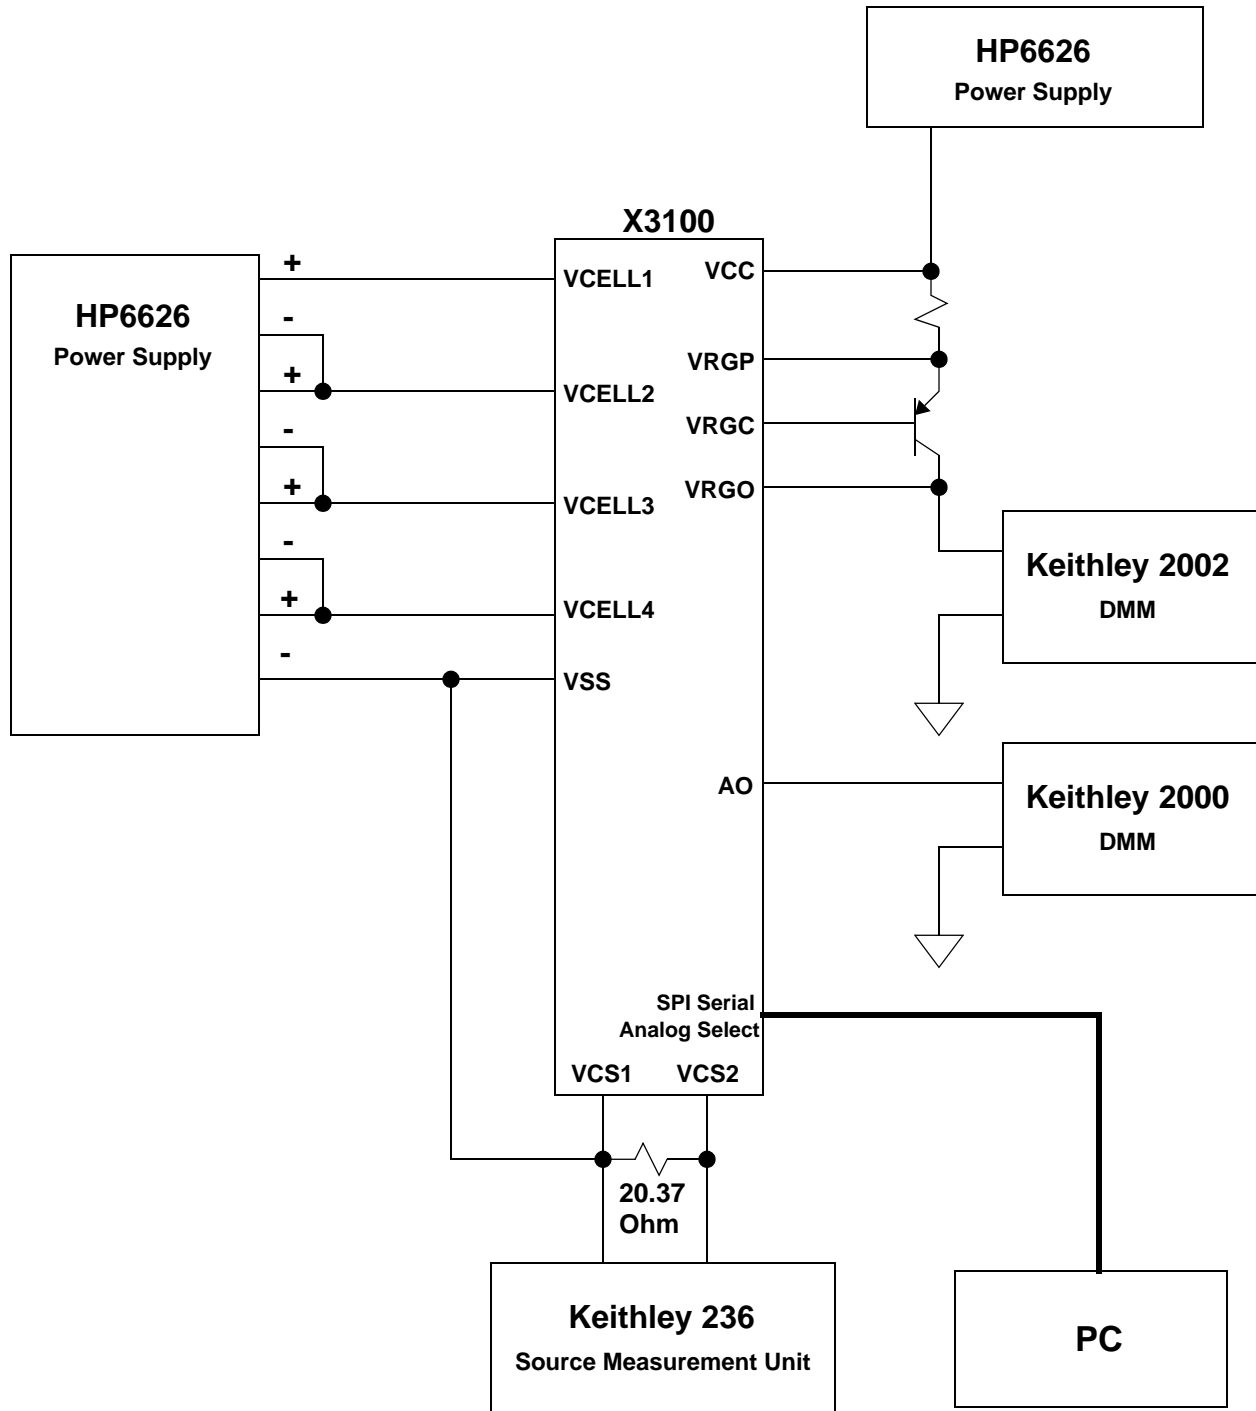 HP6626
Power Supply
X3100
HP6626
Power Supply
+
-
+
-
+
-
+
-
VCELL1
VCELL2
VCELL3
VCELL4
VSS
VCC
VRGP
VRGC
VRGO
AO
SPI Serial
Analog Select
VCS1 VCS2
Keithley 2002
DMM
Keithley 2000
DMM
20.37
Ohm
Keithley 236
Source Measurement Unit
PC